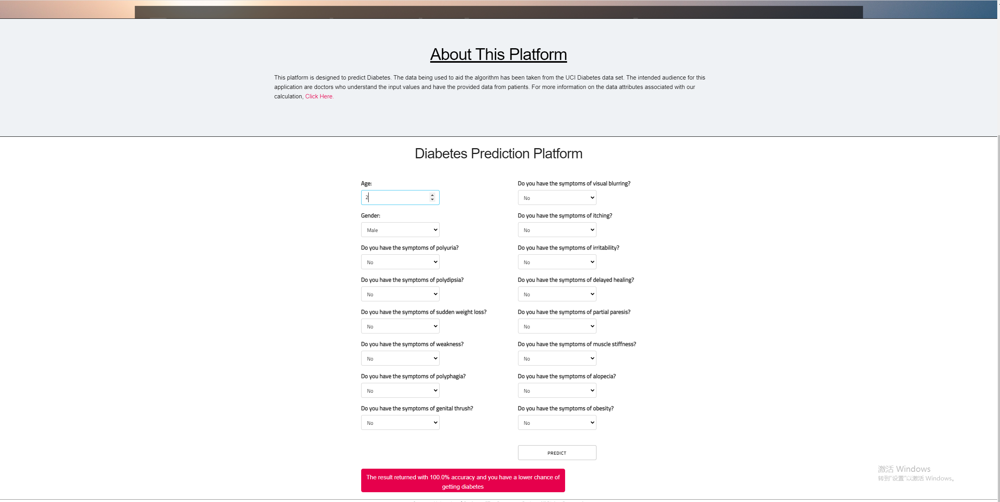 About This Platform
This platform is designed to predict Diabetes. The data being used to aid the algorithm has been taken from the UCI Diabetes data set. The intended audience for this
application are doctors who understand the input values and have the provided data from patients. For more information on the data attributes associated with our
calculation, Click Here.
Diabetes Prediction Platform
Age:
2
Gender:
Male
Do you have the symptoms of polyuria?
No
Do you have the symptoms of polydipsia?
No
Do you have the symptoms of sudden weight loss?
No
Do you have the symptoms of weakness?
No
Do you have the symptoms of polyphagia?
No
Do you have the symptoms of genital thrush?
No
Do you have the symptoms of visual blurring?
No
Do you have the symptoms of itching?
No
Do you have the symptoms of irritability?
No
Do you have the symptoms of delayed healing?
No
Do you have the symptoms of partial paresis?
No
Do you have the symptoms of muscle stiffness?
No
Do you have the symptoms of alopecia?
No
Do you have the symptoms of obesity?
No
PREDICT
The result returned with 100.0% accuracy and you have a lower chance of
getting diabetes
激活 Windows
转到“设置”以激活 Windows。